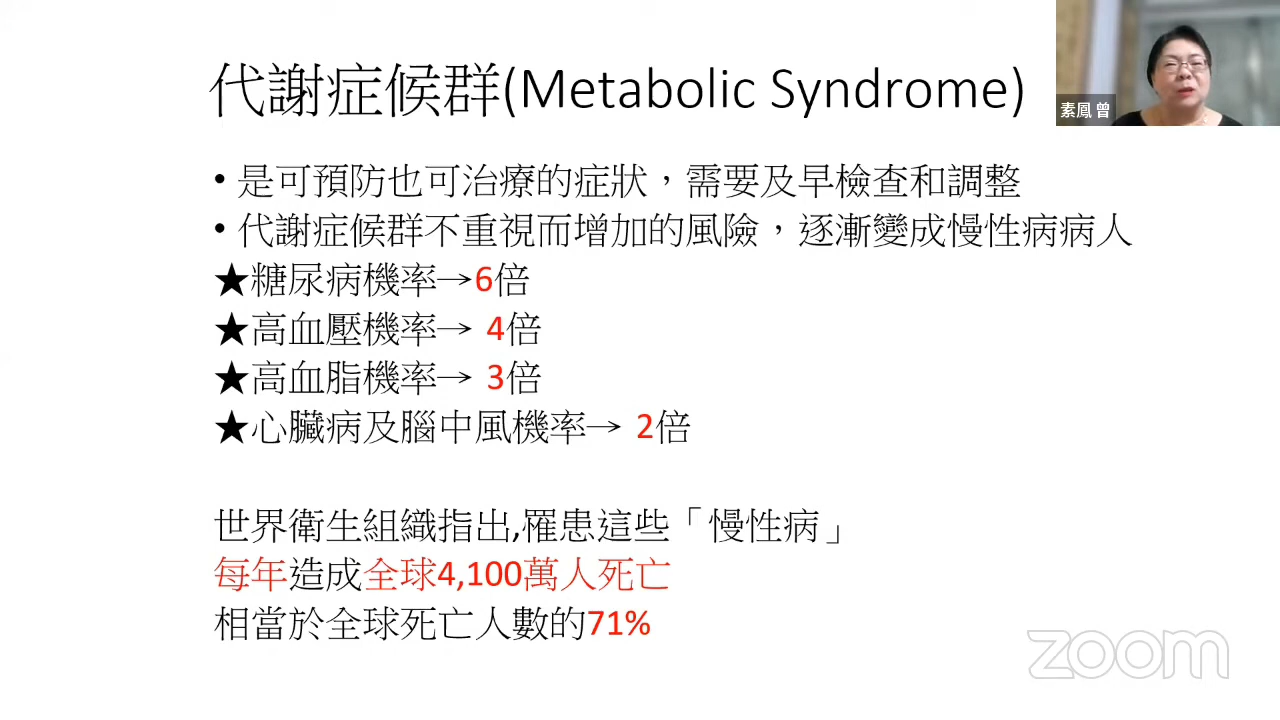 代謝症候群(Metabolic Syndrome)
素鳳 曾
• 是可預防也可治療的症狀，需要及早檢查和調整
• 代謝症候群不重視而增加的風險，逐漸變成慢性病病人
★糖尿病機率→6倍
★高血壓機率→ 4倍
★高血脂機率→ 3倍
★心臟病及腦中風機率→ 2倍
世界衛生組織指出,罹患這些「慢性病」
每年造成全球4,100萬人死亡
相當於全球死亡人數的71%
zoom